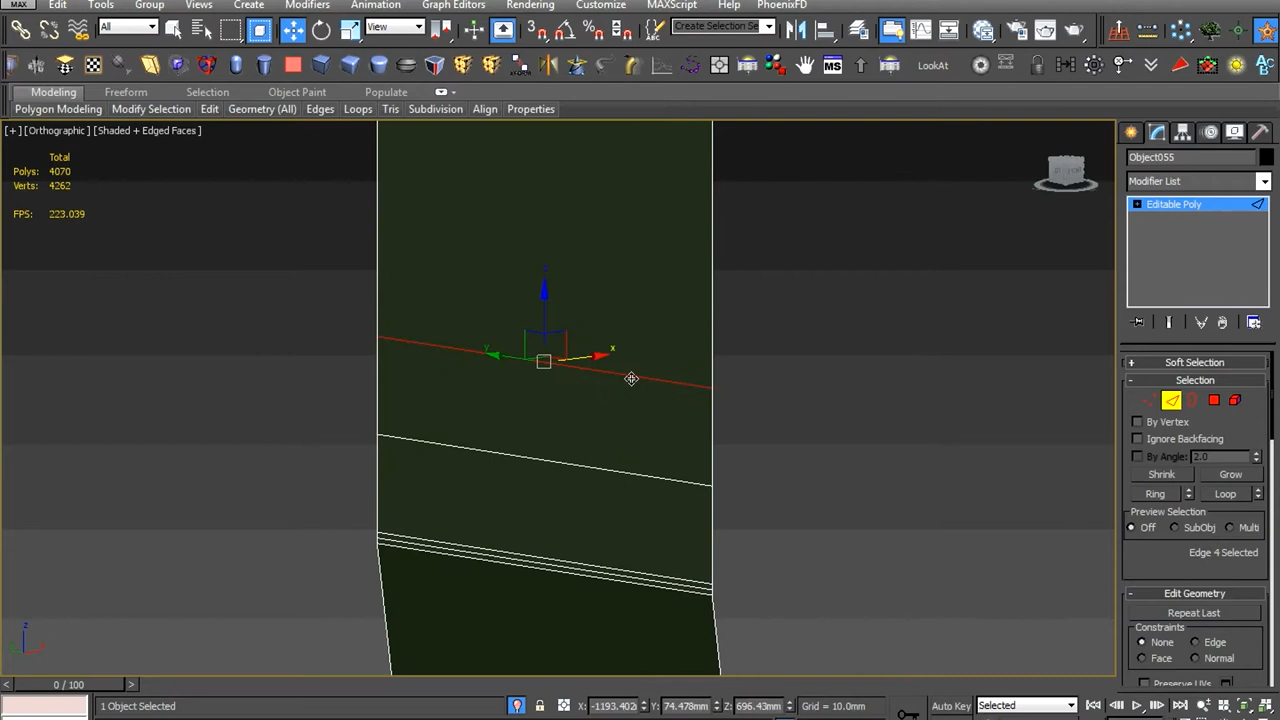 MAX Edit Tools Group Views Create Modifiers Animation Graph Editors Rendering Customize MAXScript Help PhoenixFD
All View 3 Create Selection Se
XFORM MS LookAt
Modeling Freeform Selection Object Paint Populate
Polygon Modeling Modify Selection Edit Geometry (All) Edges Loops Tris Subdivision Align Properties
[+] [Orthographic] [Shaded + Edged Faces]
Total
Polys: 4070
Verts: 4262
FPS: 223.039
Object055
Modifier List
Editable Poly
z
y x
+ Soft Selection
- Selection
By Vertex
Ignore Backfacing
By Angle: 2.0
Shrink Grow
Ring Loop
Preview Selection
Off SubObj Multi
Edge 4 Selected
- Edit Geometry
Repeat Last
Constraints
None Edge
Face Normal
Preserve UVs
z
< 0 / 100 >
1 Object Selected X: -1193.402 Y: 74.478mm Z: 696.43mm Grid = 10.0mm Auto Key Selected